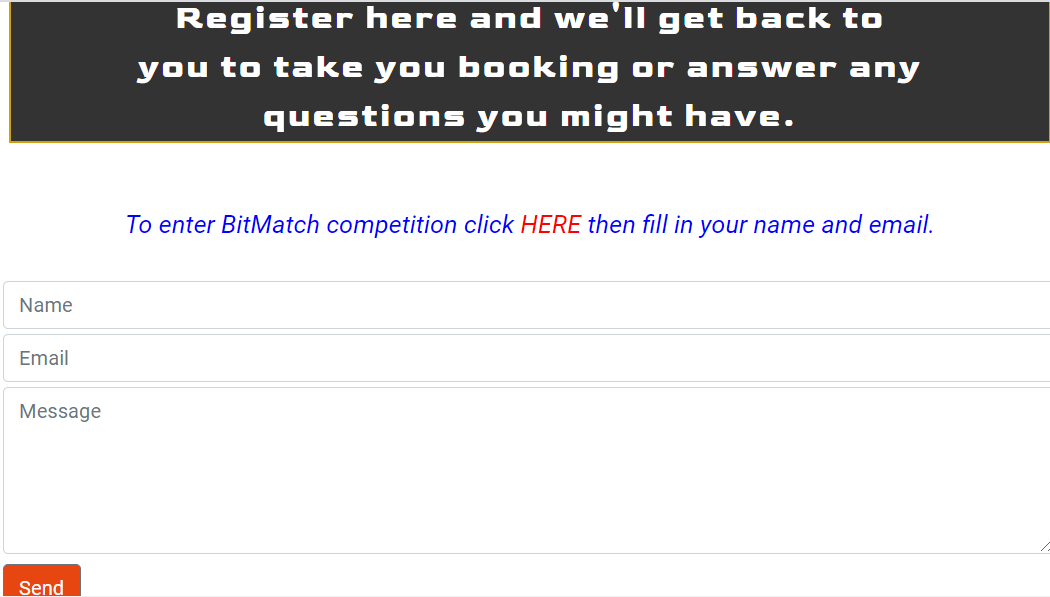 Register here and we'll get back to
you to take you booking or answer any
questions you might have.
To enter BitMatch competition click HERE then fill in your name and email.
Name
Email
Message
Send